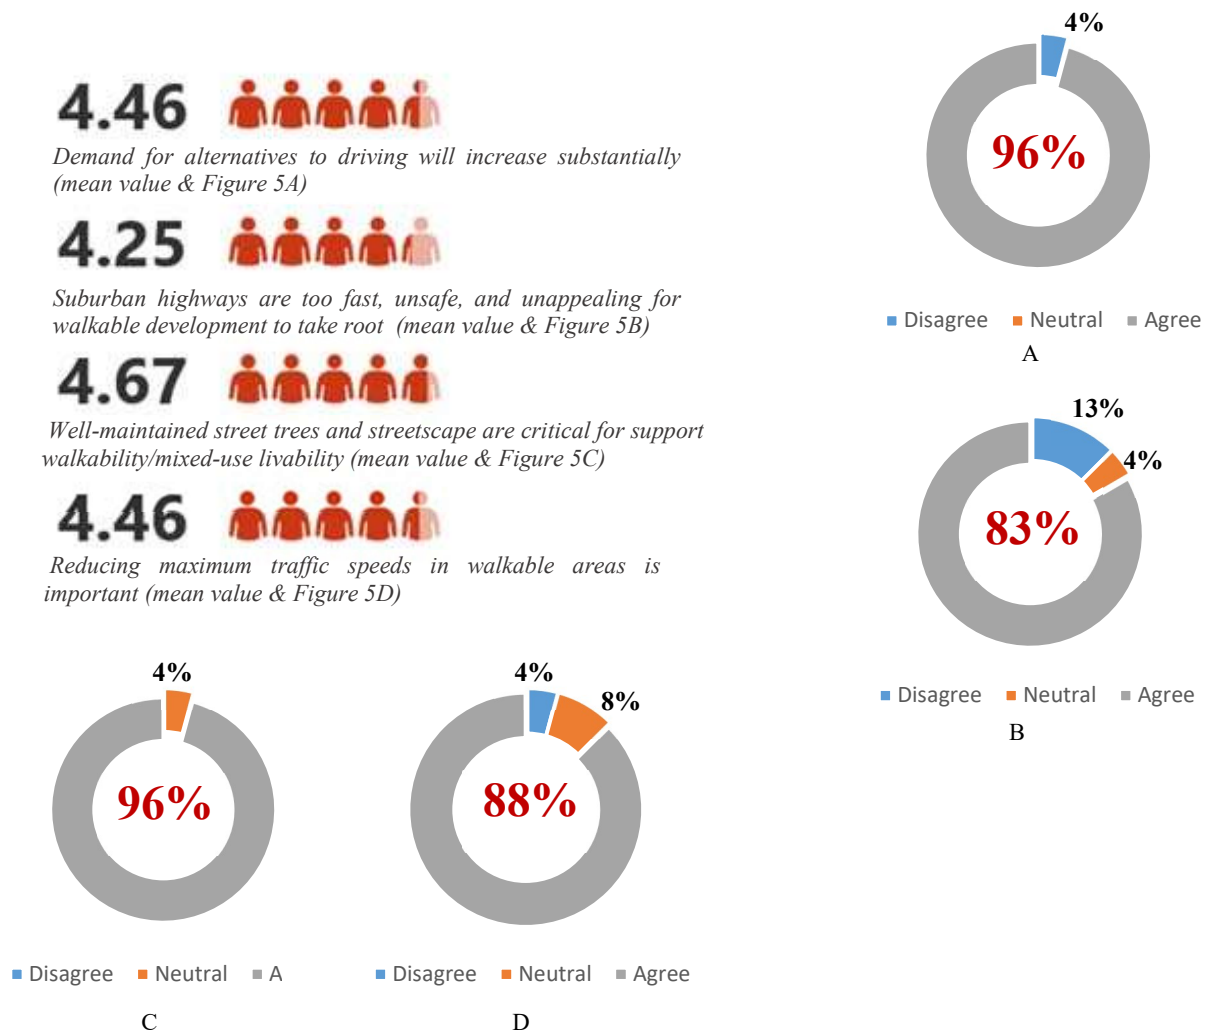 4.46
Demand for alternatives to driving will increase substantially
(mean value & Figure 5A)
4.25
Suburban highways are too fast, unsafe, and unappealing for
walkable development to take root (mean value & Figure 5B)
4.67
Well-maintained street trees and streetscape are critical for support
walkability/mixed-use livability (mean value & Figure 5C)
4.46
Reducing maximum traffic speeds in walkable areas is
important (mean value & Figure 5D)
4%
96%
Disagree Neutral Agree
A
13%
4%
83%
Disagree Neutral Agree
B
4%
96%
Disagree Neutral A
C
4%
8%
88%
Disagree Neutral Agree
D